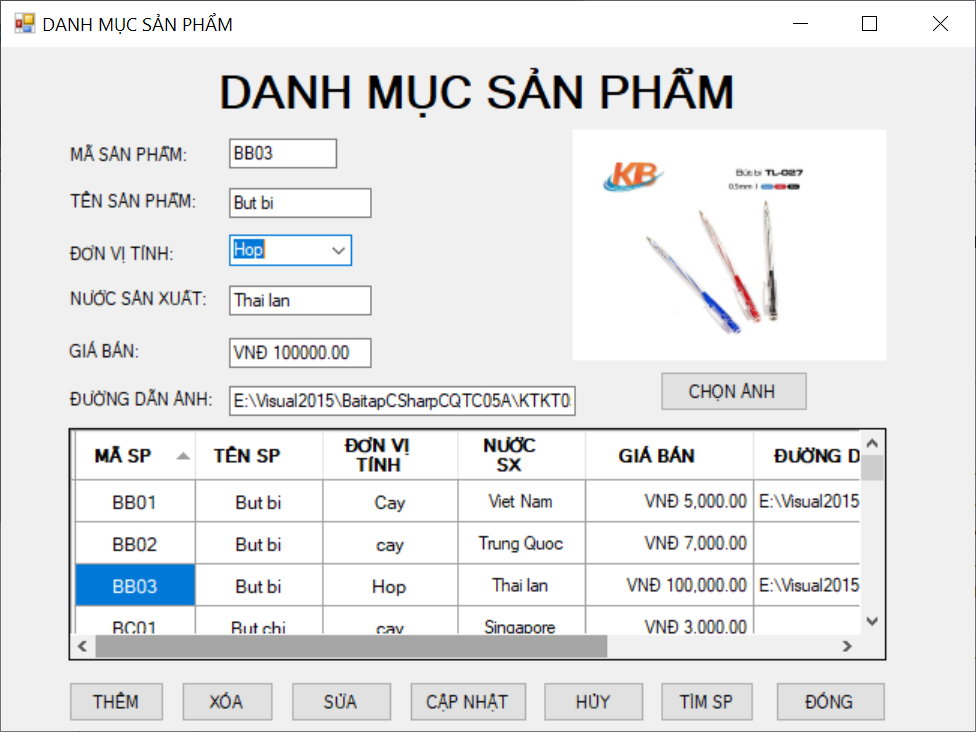 DANH MỤC SẢN PHẨM
DANH MỤC SẢN PHẨM
MÃ SẢN PHẨM: BB03
TÊN SẢN PHẨM: But bi
ĐƠN VỊ TÍNH: Hop
NƯỚC SẢN XUẤT: Thai lan
GIÁ BÁN: VNĐ 100000.00
ĐƯỜNG DẪN ẢNH: E:\Visual2015\BaitapCSharpCQTC05A\KTKT0
KB
Bút bi TL-027
0.5mm
CHỌN ẢNH
MÃ SP TÊN SP ĐƠN VỊ TÍNH NƯỚC SX GIÁ BÁN ĐƯỜNG D
BB01 But bi Cay Viet Nam VNĐ 5,000.00 E:\Visual2015
BB02 But bi cay Trung Quoc VNĐ 7,000.00
BB03 But bi Hop Thai lan VNĐ 100,000.00 E:\Visual2015
BC01 But chi cay Singapore VNĐ 3,000.00
THÊM XÓA SỬA CẬP NHẬT HỦY TÌM SP ĐÓNG